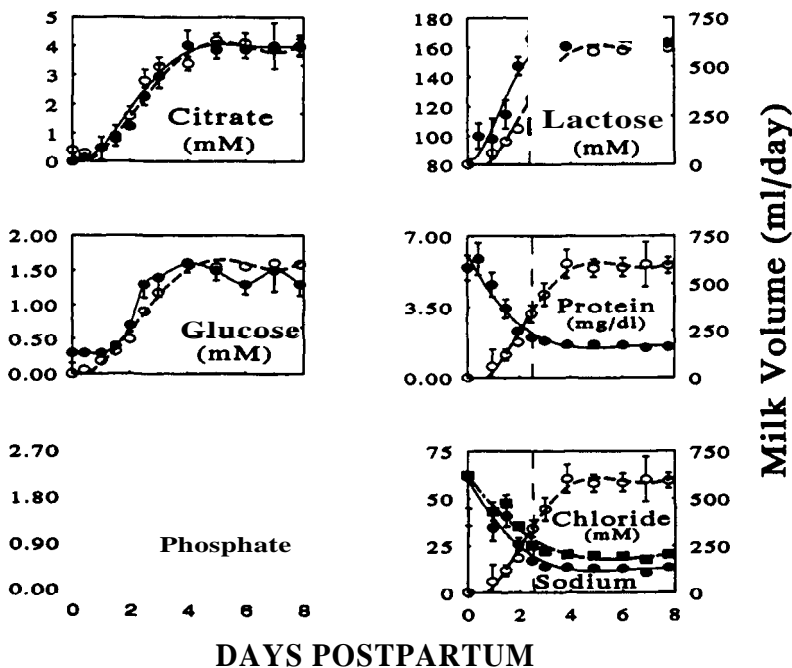 5
4
3
2
1
0
Citrate
(mM)
180
160
140
120
100
80
Lactose
(mM)
750
500
250
0
2.00
1.50
1.00
0.50
0.00
Glucose
(mM)
7.00
3.50
0.00
Protein
(mg/dl)
750
500
250
0
2.70
1.80
0.90
0.00
Phosphate
0 2 4 6 8
75
50
25
0
Chloride
(mM)
Sodium
750
500
250
0
0 2 4 6 8
Milk Volume (ml/day)
DAYS POSTPARTUM